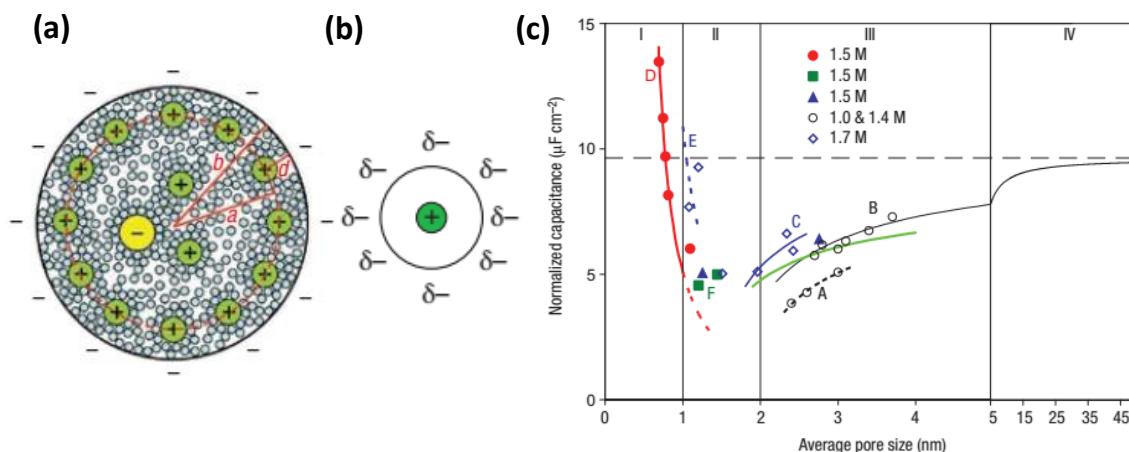 (a)
(b)
(c)
− − − − − − − − − − − −
+ + + + + + + + + + + + + + −
b
d
a
δ− δ− δ− δ− δ− δ− δ− δ−
+
Normalized capacitance (μF cm−2)
15
10
5
0
I II III IV
1.5 M
1.5 M
1.5 M
1.0 & 1.4 M
1.7 M
D
E
F
C
B
A
0 1 2 3 4 5 15 25 35 45
Average pore size (nm)